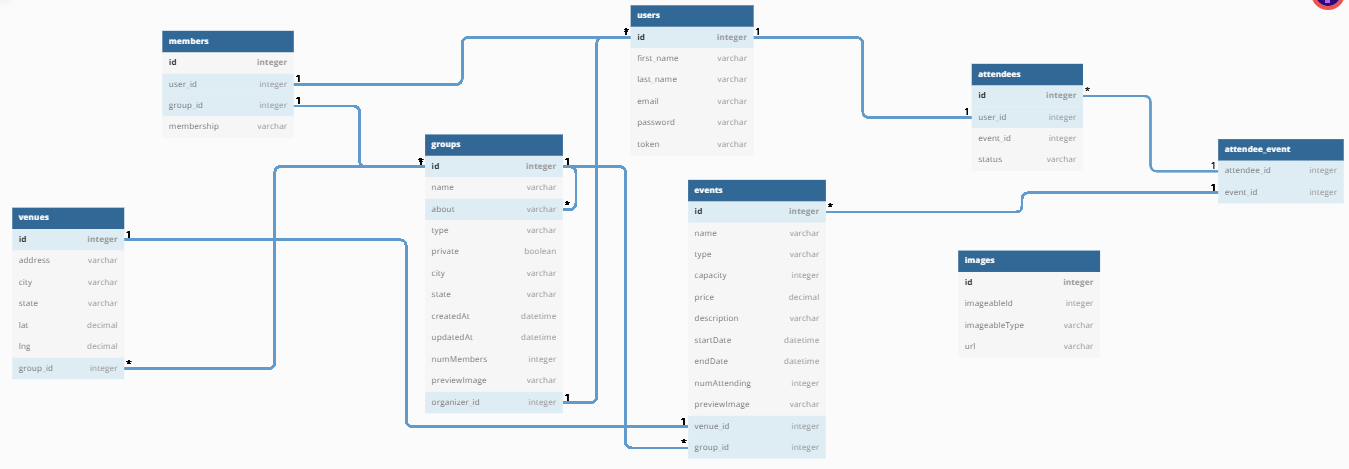 members
id integer
user_id integer
group_id integer
membership varchar
users
id integer
first_name varchar
last_name varchar
email varchar
password varchar
token varchar
attendees
id integer
user_id integer
event_id integer
status varchar
attendee_event
attendee_id integer
event_id integer
groups
id integer
name varchar
about varchar
type varchar
private boolean
city varchar
state varchar
createdAt datetime
updatedAt datetime
numMembers integer
previewImage varchar
organizer_id integer
events
id integer
name varchar
type varchar
capacity integer
price decimal
description varchar
startDate datetime
endDate datetime
numAttending integer
previewImage varchar
venue_id integer
group_id integer
venues
id integer
address varchar
city varchar
state varchar
lat decimal
lng decimal
group_id integer
images
id integer
imageableId integer
imageableType varchar
url varchar
1
1
*
1
1
*
1
1
*
*
1
*
1
1
*
1
*